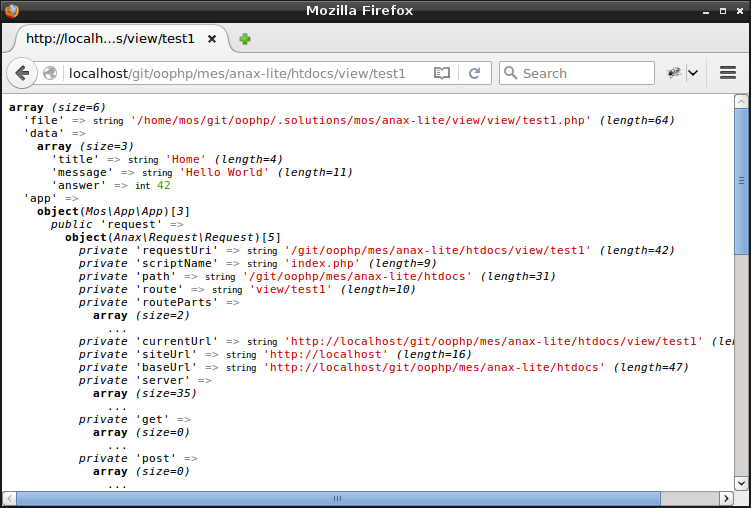 Mozilla Firefox
http://localh...s/view/test1
localhost/git/oophp/mes/anax-lite/htdocs/view/test1
Search
array (size=6)
'file' => string '/home/mos/git/oophp/.solutions/mos/anax-lite/view/view/test1.php' (length=64)
'data' =>
array (size=3)
'title' => string 'Home' (length=4)
'message' => string 'Hello World' (length=11)
'answer' => int 42
'app' =>
object(Mos\App\App)[3]
public 'request' =>
object(Anax\Request\Request)[5]
private 'requestUri' => string '/git/oophp/mes/anax-lite/htdocs/view/test1' (length=42)
private 'scriptName' => string 'index.php' (length=9)
private 'path' => string '/git/oophp/mes/anax-lite/htdocs' (length=31)
private 'route' => string 'view/test1' (length=10)
private 'routeParts' =>
array (size=2)
...
private 'currentUrl' => string 'http://localhost/git/oophp/mes/anax-lite/htdocs/view/test1' (len
private 'siteUrl' => string 'http://localhost' (length=16)
private 'baseUrl' => string 'http://localhost/git/oophp/mes/anax-lite/htdocs' (length=47)
private 'server' =>
array (size=35)
...
private 'get' =>
array (size=0)
...
private 'post' =>
array (size=0)
...